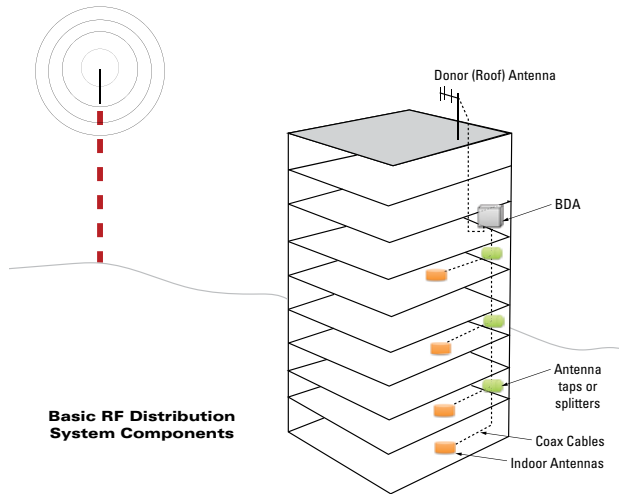 Donor (Roof) Antenna
BDA
Antenna
taps or
splitters
Basic RF Distribution
System Components
Coax Cables
Indoor Antennas